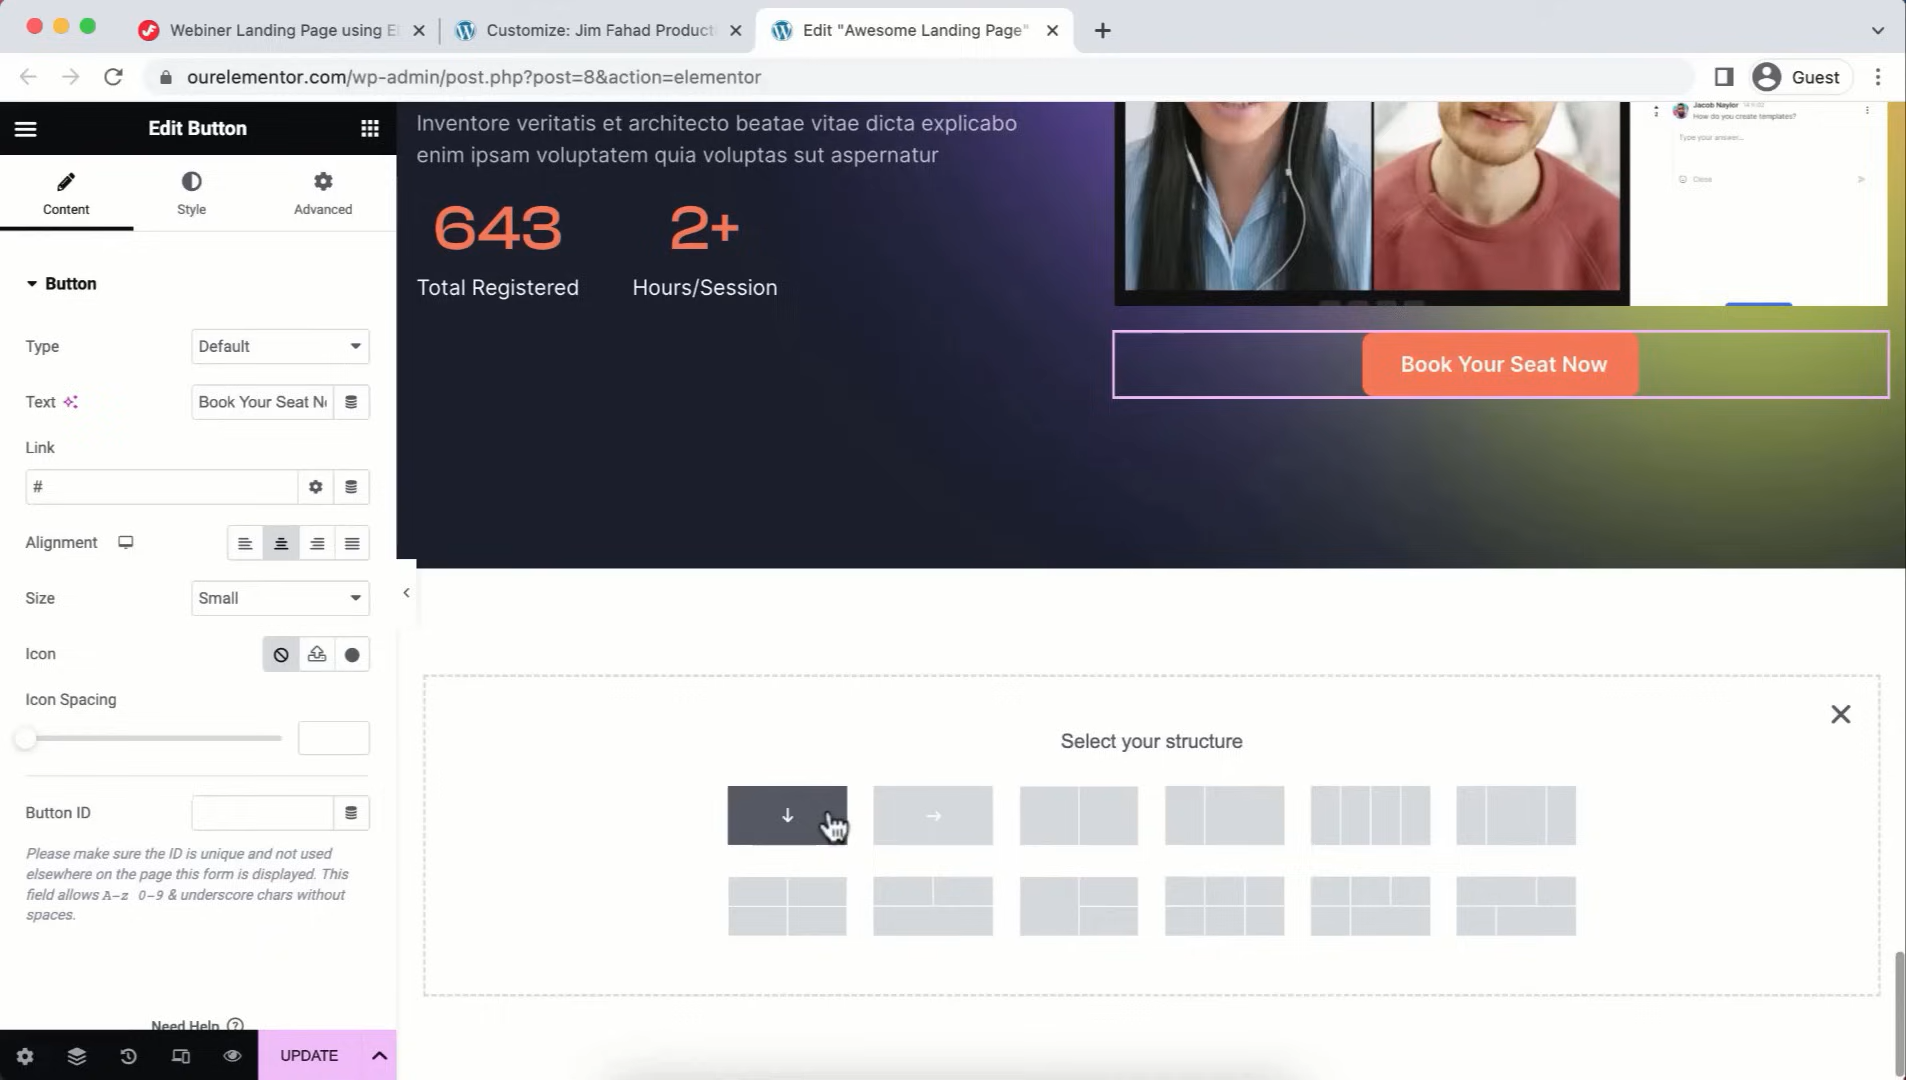 Webiner Landing Page using E
Customize: Jim Fahad Product
Edit "Awesome Landing Page"
ourelementor.com/wp-admin/post.php?post=8&action=elementor
Guest
Edit Button
Content
Style
Advanced
Button
Type
Default
Text
Book Your Seat N
Link
#
Alignment
Size
Small
Icon
Icon Spacing
Button ID
Please make sure the ID is unique and not used
elsewhere on the page this form is displayed. This
field allows A-z 0-9 & underscore chars without
spaces.
Need Help
UPDATE
Inventore veritatis et architecto beatae vitae dicta explicabo
enim ipsam voluptatem quia voluptas sut aspernatur
643
2+
Total Registered
Hours/Session
Jacob Naylor
How do you create templates?
Type your answer...
Close
Book Your Seat Now
Select your structure